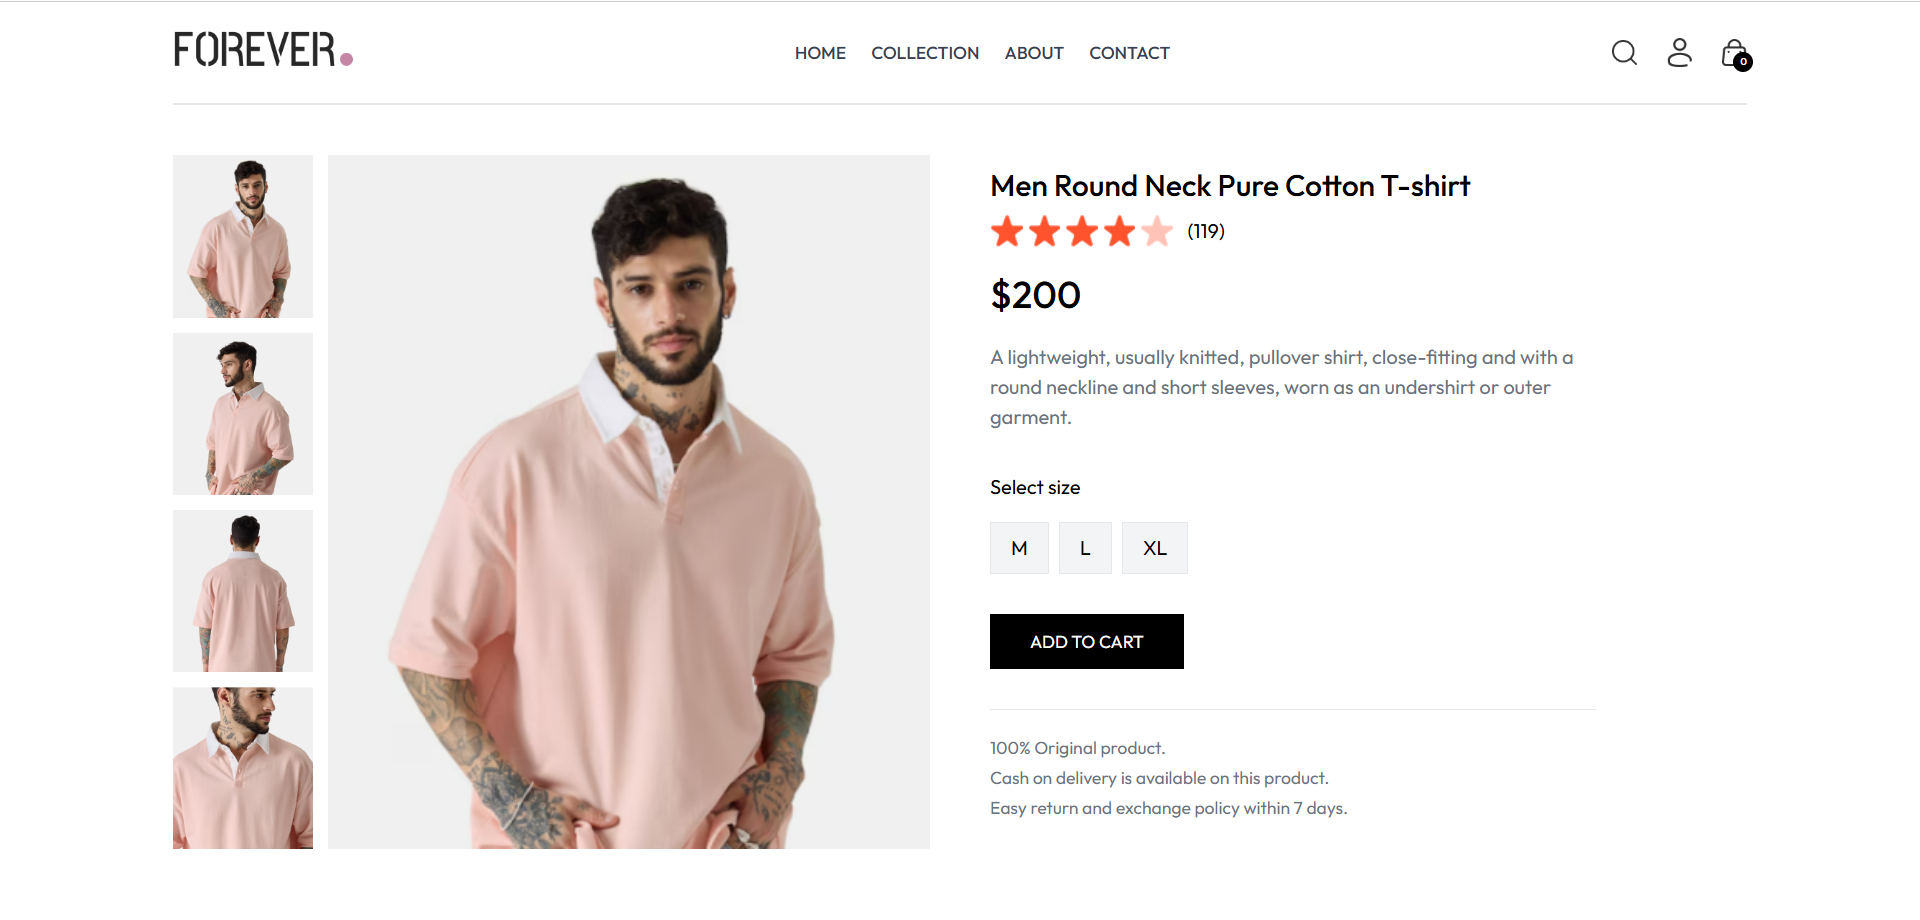 FOREVER.
HOME COLLECTION ABOUT CONTACT
0
Men Round Neck Pure Cotton T-shirt
(119)
$200
A lightweight, usually knitted, pullover shirt, close-fitting and with a
round neckline and short sleeves, worn as an undershirt or outer
garment.
Select size
M L XL
ADD TO CART
100% Original product.
Cash on delivery is available on this product.
Easy return and exchange policy within 7 days.